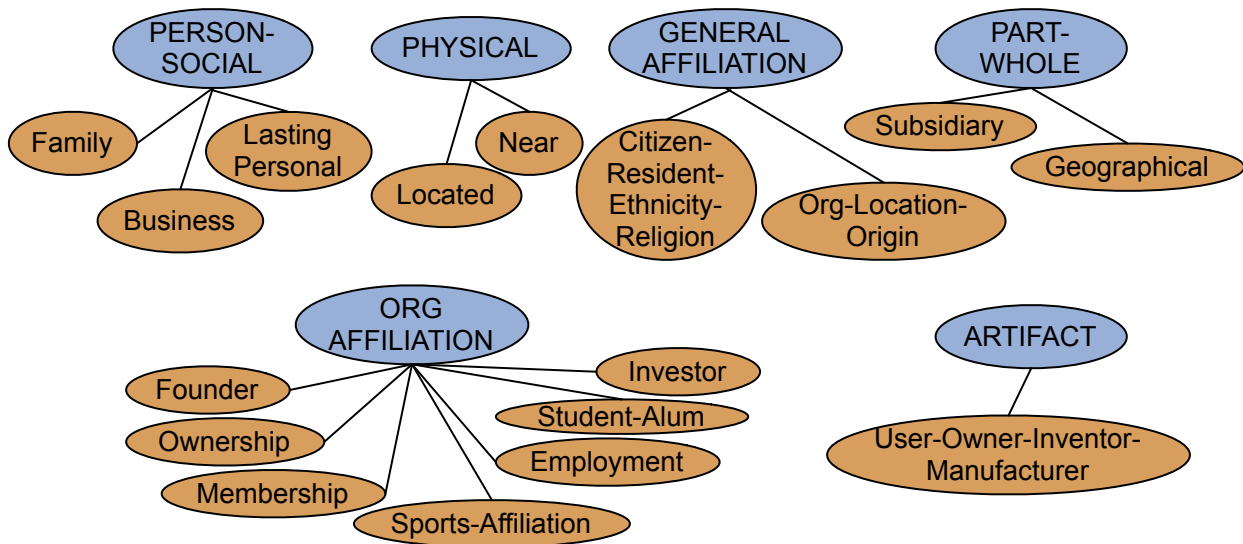 PERSON-
SOCIAL
PHYSICAL
GENERAL
AFFILIATION
PART-
WHOLE
Family
Lasting
Personal
Business
Near
Located
Citizen-
Resident-
Ethnicity-
Religion
Org-Location-
Origin
Subsidiary
Geographical
ORG
AFFILIATION
ARTIFACT
Founder
Investor
Student-Alum
Ownership
Employment
Membership
Sports-Affiliation
User-Owner-Inventor-
Manufacturer